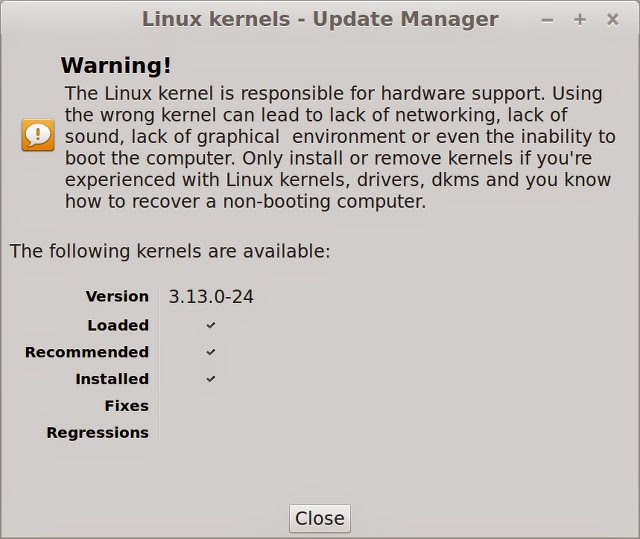 Linux kernels - Update Manager
Warning!
The Linux kernel is responsible for hardware support. Using
the wrong kernel can lead to lack of networking, lack of
sound, lack of graphical  environment or even the inability to
boot the computer. Only install or remove kernels if you're
experienced with Linux kernels, drivers, dkms and you know
how to recover a non-booting computer.
The following kernels are available:
Version 3.13.0-24
Loaded ✓
Recommended ✓
Installed ✓
Fixes
Regressions
Close